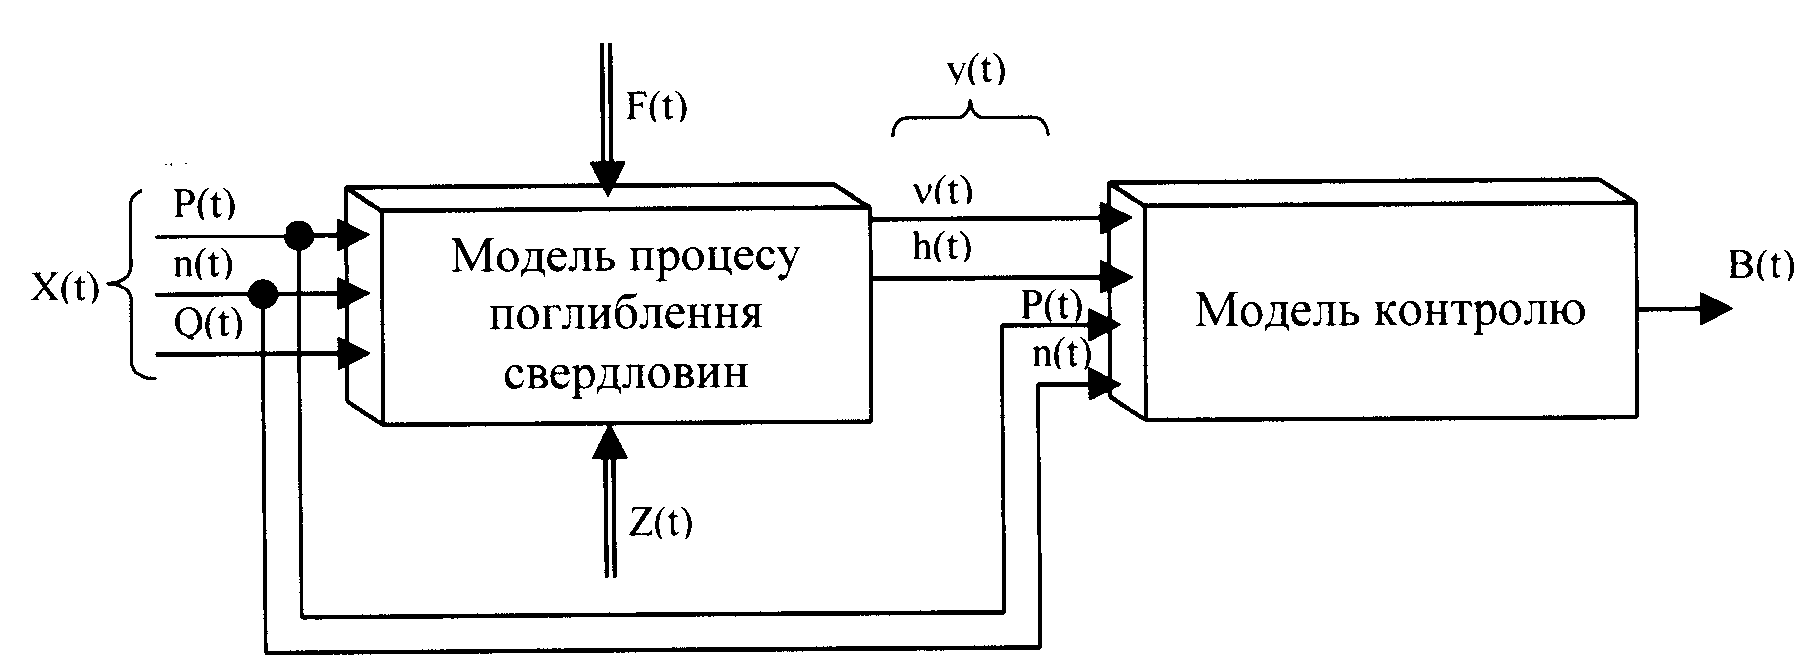 v(t)
F(t)
P(t)
n(t)
Q(t)
X(t)
Модель процесу
поглиблення
свердловин
ν(t)
h(t)
P(t)
n(t)
Модель контролю
B(t)
Z(t)